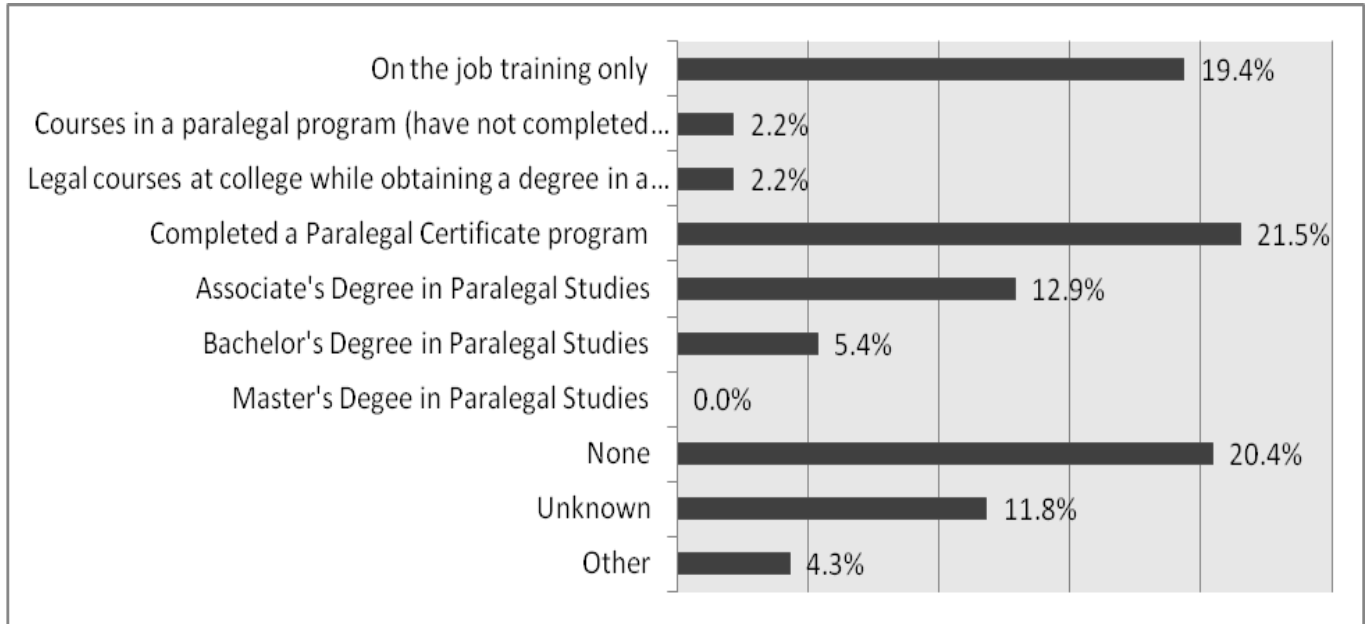 On the job training only 19.4%
Courses in a paralegal program (have not completed... 2.2%
Legal courses at college while obtaining a degree in a... 2.2%
Completed a Paralegal Certificate program 21.5%
Associate's Degree in Paralegal Studies 12.9%
Bachelor's Degree in Paralegal Studies 5.4%
Master's Degee in Paralegal Studies 0.0%
None 20.4%
Unknown 11.8%
Other 4.3%